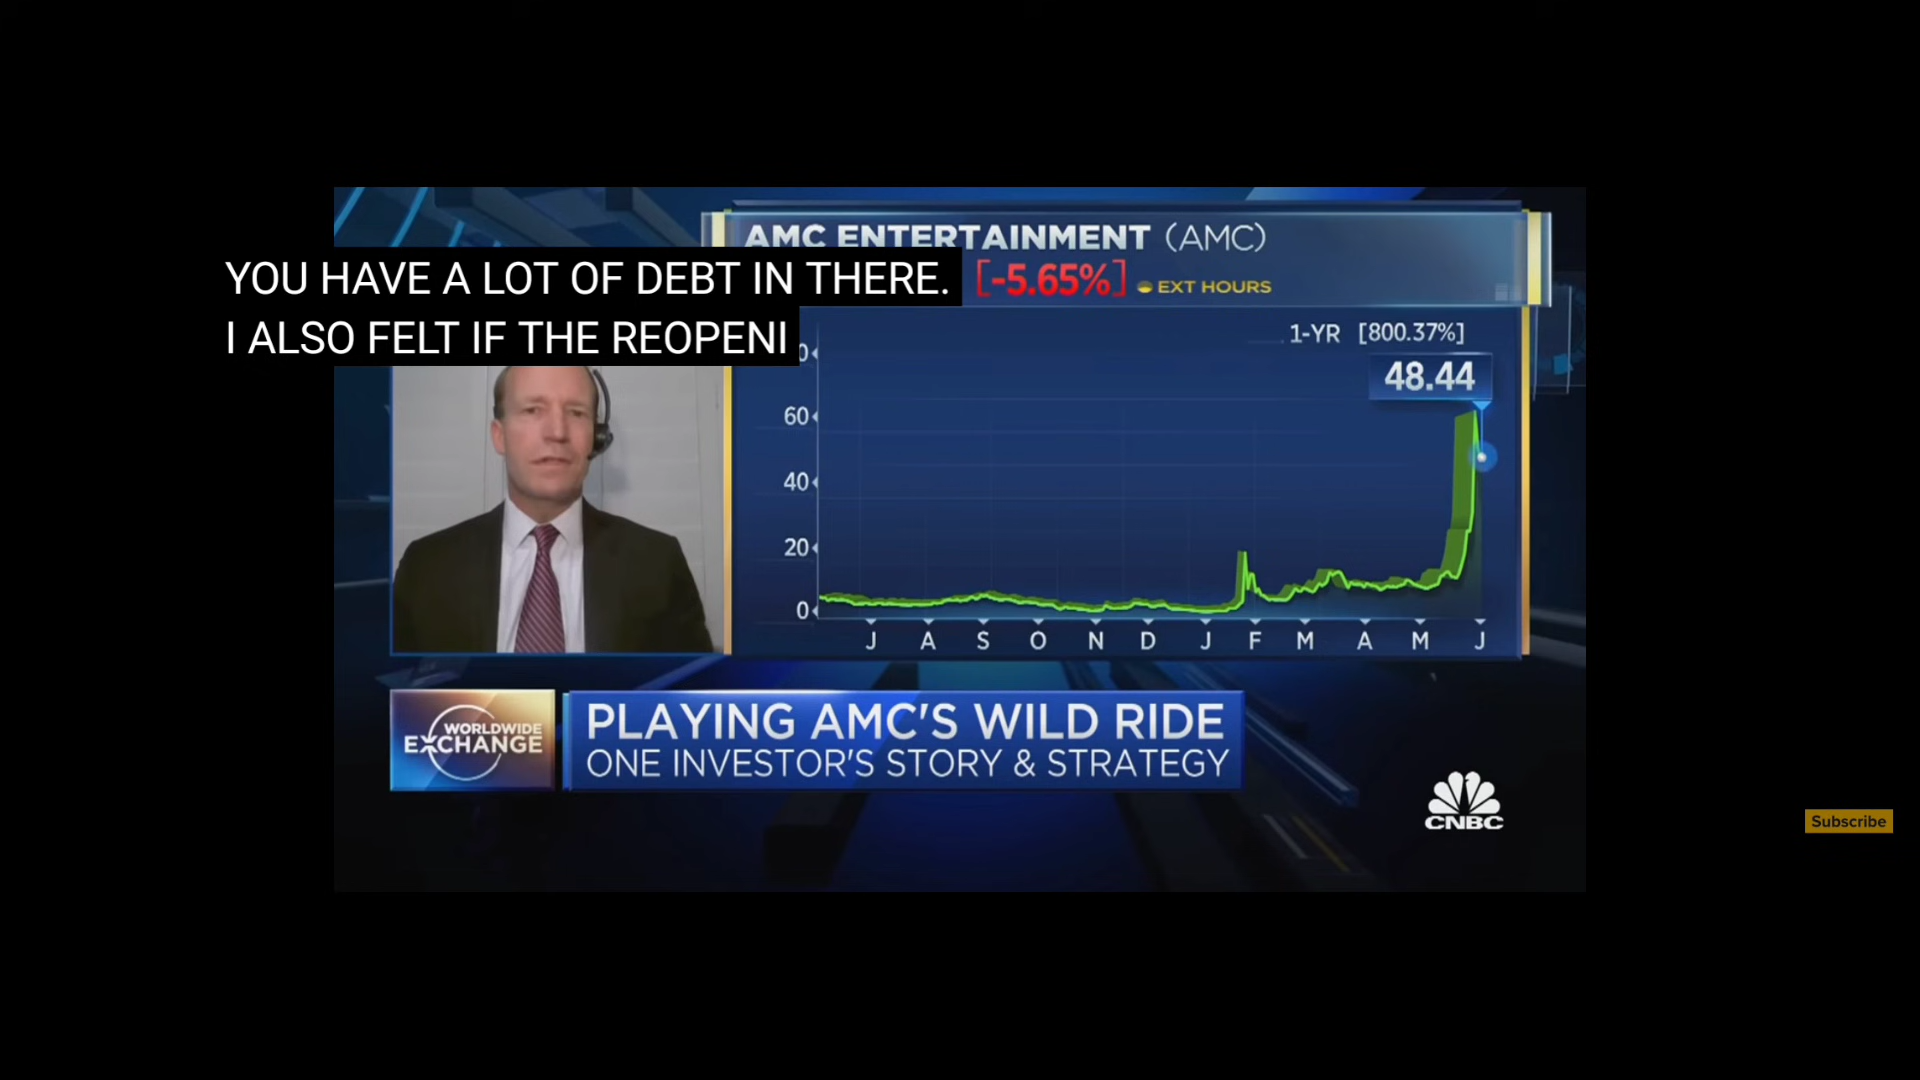 AMC ENTERTAINMENT (AMC)
YOU HAVE A LOT OF DEBT IN THERE.
[-5.65%] EXT HOURS
I ALSO FELT IF THE REOPENI
1-YR [800.37%]
48.44
60
40
20
0
J A S O N D J F M A M J
WORLDWIDE
EXCHANGE
PLAYING AMC'S WILD RIDE
ONE INVESTOR'S STORY & STRATEGY
CNBC
Subscribe